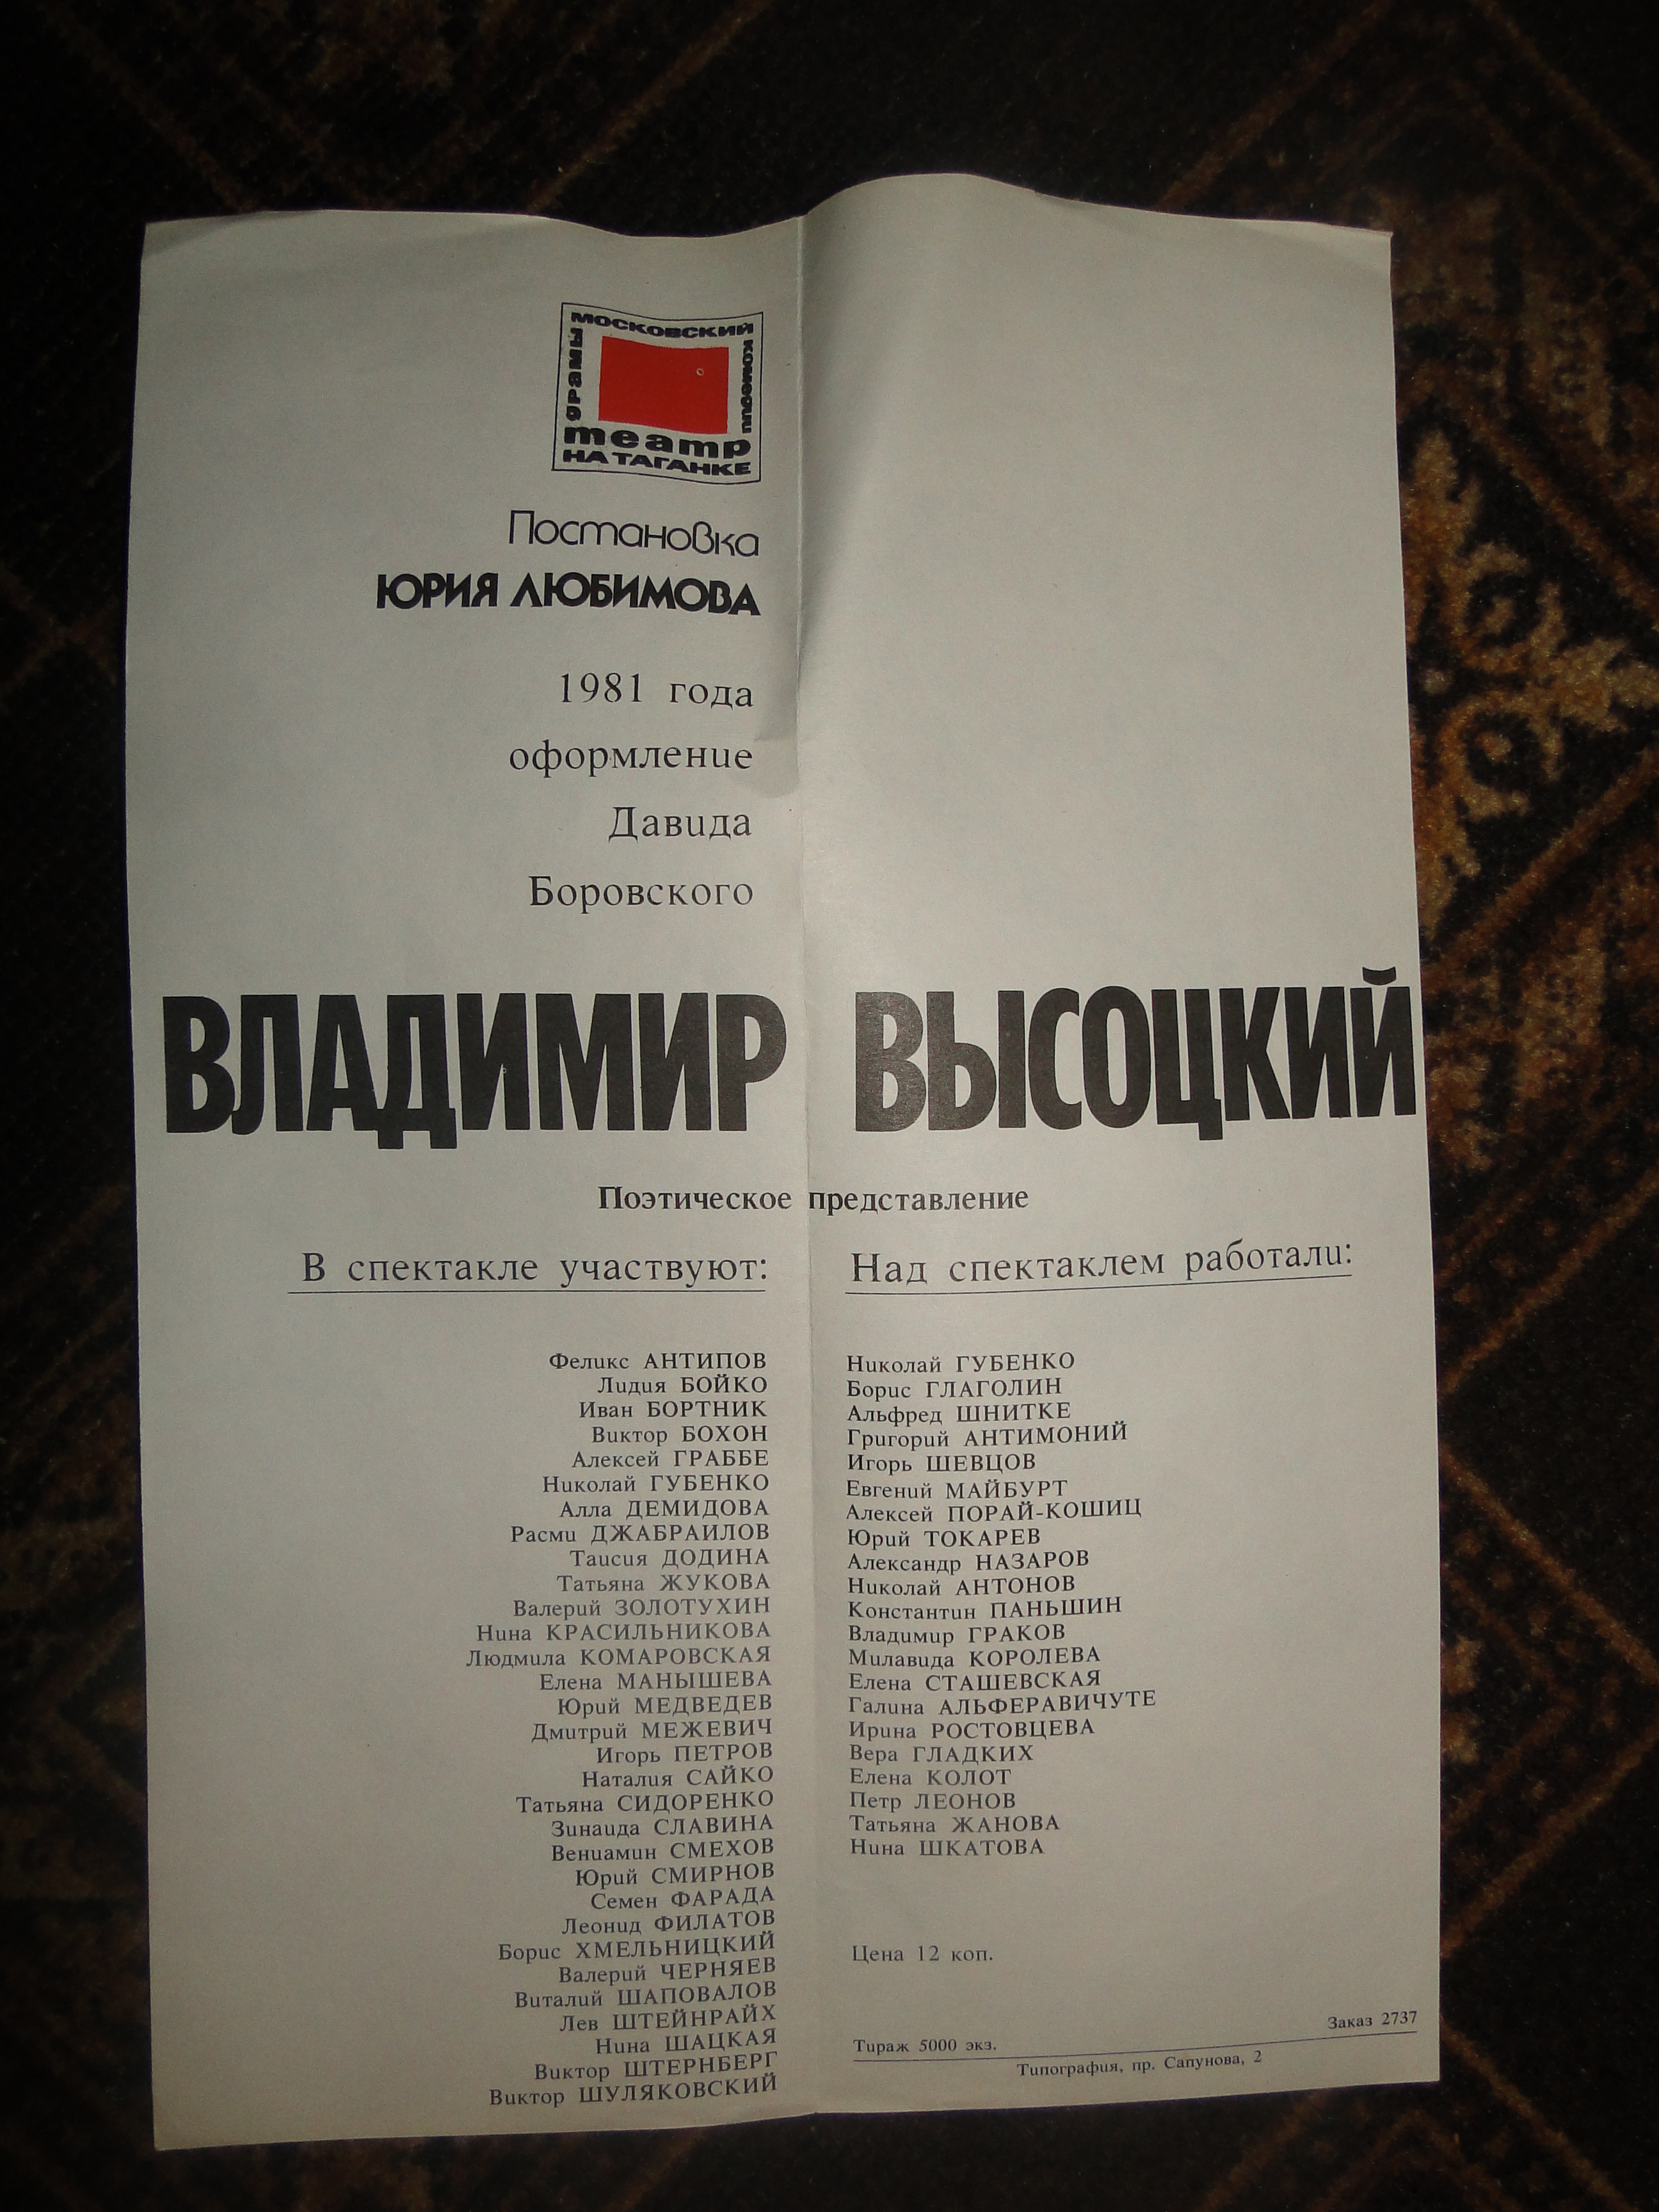 МОСКОВСКИЙ
драмы
комедии
театр
НА ТАГАНКЕ
Постановка
ЮРИЯ ЛЮБИМОВА
1981 года
оформление
Давида
Боровского
ВЛАДИМИР ВЫСОЦКИЙ
Поэтическое представление
В спектакле участвуют:
Феликс АНТИПОВ
Лидия БОЙКО
Иван БОРТНИК
Виктор БОХОН
Алексей ГРАББЕ
Николай ГУБЕНКО
Алла ДЕМИДОВА
Расми ДЖАБРАИЛОВ
Таисия ДОДИНА
Татьяна ЖУКОВА
Валерий ЗОЛОТУХИН
Нина КРАСИЛЬНИКОВА
Людмила КОМАРОВСКАЯ
Елена МАНЫШЕВА
Юрий МЕДВЕДЕВ
Дмитрий МЕЖЕВИЧ
Игорь ПЕТРОВ
Наталия САЙКО
Татьяна СИДОРЕНКО
Зинаида СЛАВИНА
Вениамин СМЕХОВ
Юрий СМИРНОВ
Семен ФАРАДА
Леонид ФИЛАТОВ
Борис ХМЕЛЬНИЦКИЙ
Валерий ЧЕРНЯЕВ
Виталий ШАПОВАЛОВ
Лев ШТЕЙНРАЙХ
Нина ШАЦКАЯ
Виктор ШТЕРНБЕРГ
Виктор ШУЛЯКОВСКИЙ
Над спектаклем работали:
Николай ГУБЕНКО
Борис ГЛАГОЛИН
Альфред ШНИТКЕ
Григорий АНТИМОНИЙ
Игорь ШЕВЦОВ
Евгений МАЙБУРТ
Алексей ПОРАЙ-КОШИЦ
Юрий ТОКАРЕВ
Александр НАЗАРОВ
Николай АНТОНОВ
Константин ПАНЬШИН
Владимир ГРАКОВ
Милавида КОРОЛЕВА
Елена СТАШЕВСКАЯ
Галина АЛЬФЕРАВИЧУТЕ
Ирина РОСТОВЦЕВА
Вера ГЛАДКИХ
Елена КОЛОТ
Петр ЛЕОНОВ
Татьяна ЖАНОВА
Нина ШКАТОВА
Цена 12 коп.
Тираж 5000 экз. Заказ 2737
Типография, пр. Сапунова, 2